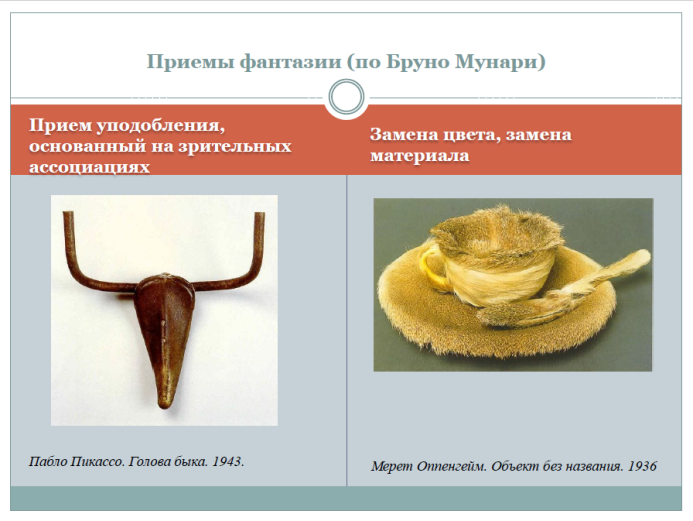 Приемы фантазии (по Бруно Мунари)
Прием уподобления,
основанный на зрительных
ассоциациях
Замена цвета, замена
материала
Пабло Пикассо. Голова быка. 1943.
Мерет Оппенгейм. Объект без названия. 1936